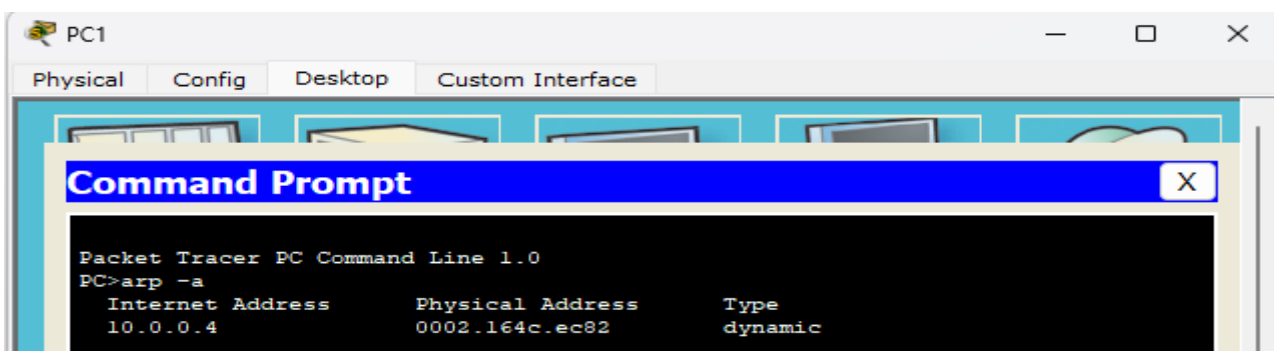 PC1
Physical Config Desktop Custom Interface
Command Prompt
X
Packet Tracer PC Command Line 1.0
PC>arp -a
Internet Address Physical Address Type
10.0.0.4 0002.164c.ec82 dynamic